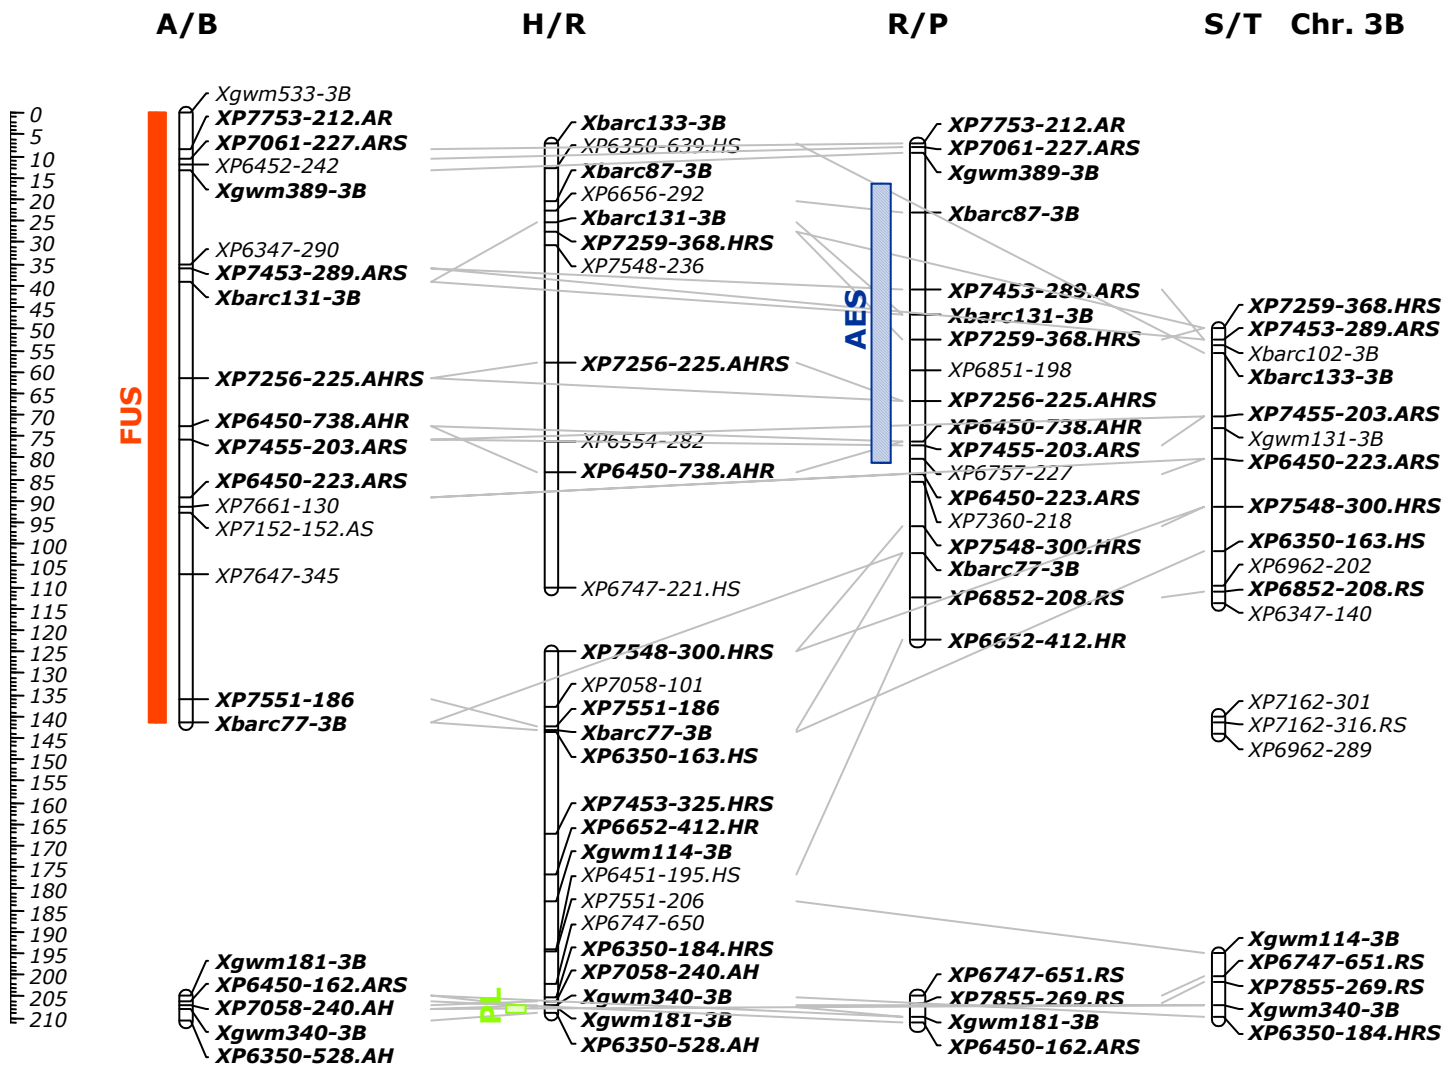 A/B
H/R
R/P
S/T Chr. 3B
0
5
10
15
20
25
30
35
40
45
50
55
60
65
70
75
80
85
90
95
100
105
110
115
120
125
130
135
140
145
150
155
160
165
170
175
180
185
190
195
200
205
210
FUS
Xgwm533-3B
XP7753-212.AR
XP7061-227.ARS
XP6452-242
Xgwm389-3B
XP6347-290
XP7453-289.ARS
Xbarc131-3B
XP7256-225.AHRS
XP6450-738.AHR
XP7455-203.ARS
XP6450-223.ARS
XP7661-130
XP7152-152.AS
XP7647-345
XP7551-186
Xbarc77-3B
Xgwm181-3B
XP6450-162.ARS
XP7058-240.AH
Xgwm340-3B
XP6350-528.AH
Xbarc133-3B
XP6350-639.HS
Xbarc87-3B
XP6656-292
Xbarc131-3B
XP7259-368.HRS
XP7548-236
XP7256-225.AHRS
XP6554-282
XP6450-738.AHR
XP6747-221.HS
XP7548-300.HRS
XP7058-101
XP7551-186
Xbarc77-3B
XP6350-163.HS
XP7453-325.HRS
XP6652-412.HR
Xgwm114-3B
XP6451-195.HS
XP7551-206
XP6747-650
XP6350-184.HRS
XP7058-240.AH
Xgwm340-3B
Xgwm181-3B
XP6350-528.AH
PL
AES
XP7753-212.AR
XP7061-227.ARS
Xgwm389-3B
Xbarc87-3B
XP7453-289.ARS
Xbarc131-3B
XP7259-368.HRS
XP6851-198
XP7256-225.AHRS
XP6450-738.AHR
XP7455-203.ARS
XP6757-227
XP6450-223.ARS
XP7360-218
XP7548-300.HRS
Xbarc77-3B
XP6852-208.RS
XP6652-412.HR
XP6747-651.RS
XP7855-269.RS
Xgwm181-3B
XP6450-162.ARS
XP7259-368.HRS
XP7453-289.ARS
Xbarc102-3B
Xbarc133-3B
XP7455-203.ARS
Xgwm131-3B
XP6450-223.ARS
XP7548-300.HRS
XP6350-163.HS
XP6962-202
XP6852-208.RS
XP6347-140
XP7162-301
XP7162-316.RS
XP6962-289
Xgwm114-3B
XP6747-651.RS
XP7855-269.RS
Xgwm340-3B
XP6350-184.HRS